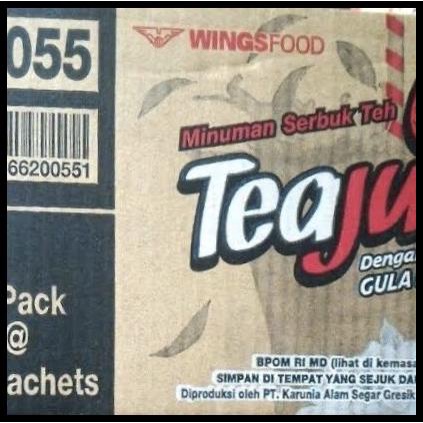 055
WINGSFOOD
Minuman Serbuk Teh
66200551
Teaju
Denga
GULA
Pack
@
achets
BPOM RI MD (lihat di kemasa
SIMPAN DI TEMPAT YANG SEJUK DA
Diproduksi oleh PT. Karunia Alam Segar Gresik